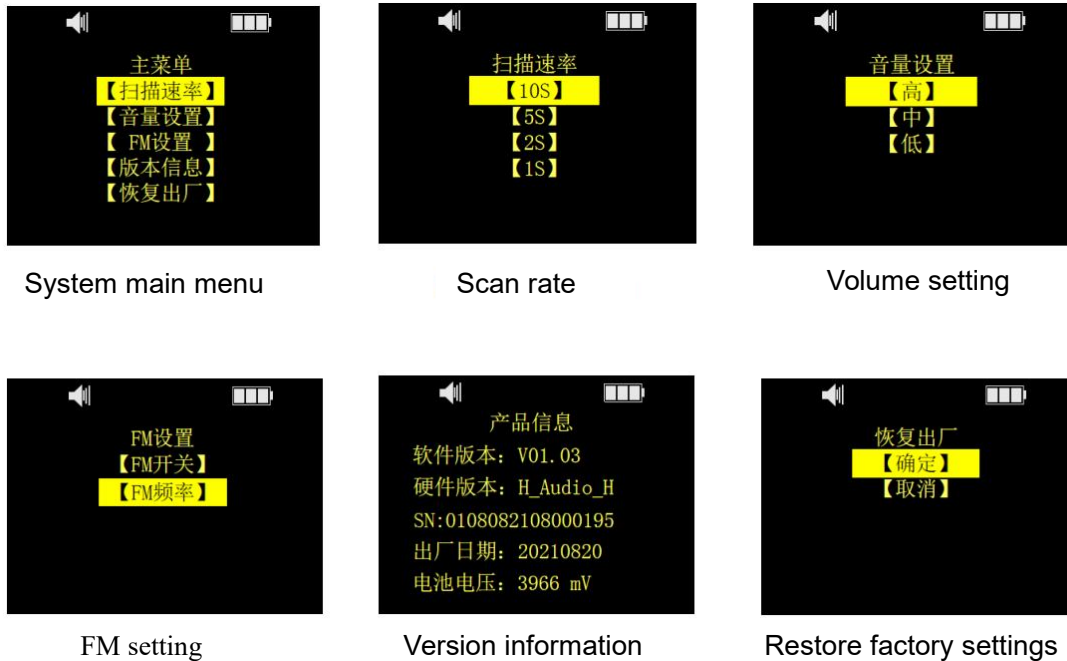 主菜单
【扫描速率】
【音量设置】
【 FM设置 】
【版本信息】
【恢复出厂】
System main menu
扫描速率
【10S】
【5S】
【2S】
【1S】
Scan rate
音量设置
【高】
【中】
【低】
Volume setting
FM设置
【FM开关】
【FM频率】
FM setting
产品信息
软件版本: V01.03
硬件版本: H_Audio_H
SN:0108082108000195
出厂日期: 20210820
电池电压: 3966 mV
Version information
恢复出厂
【确定】
【取消】
Restore factory settings